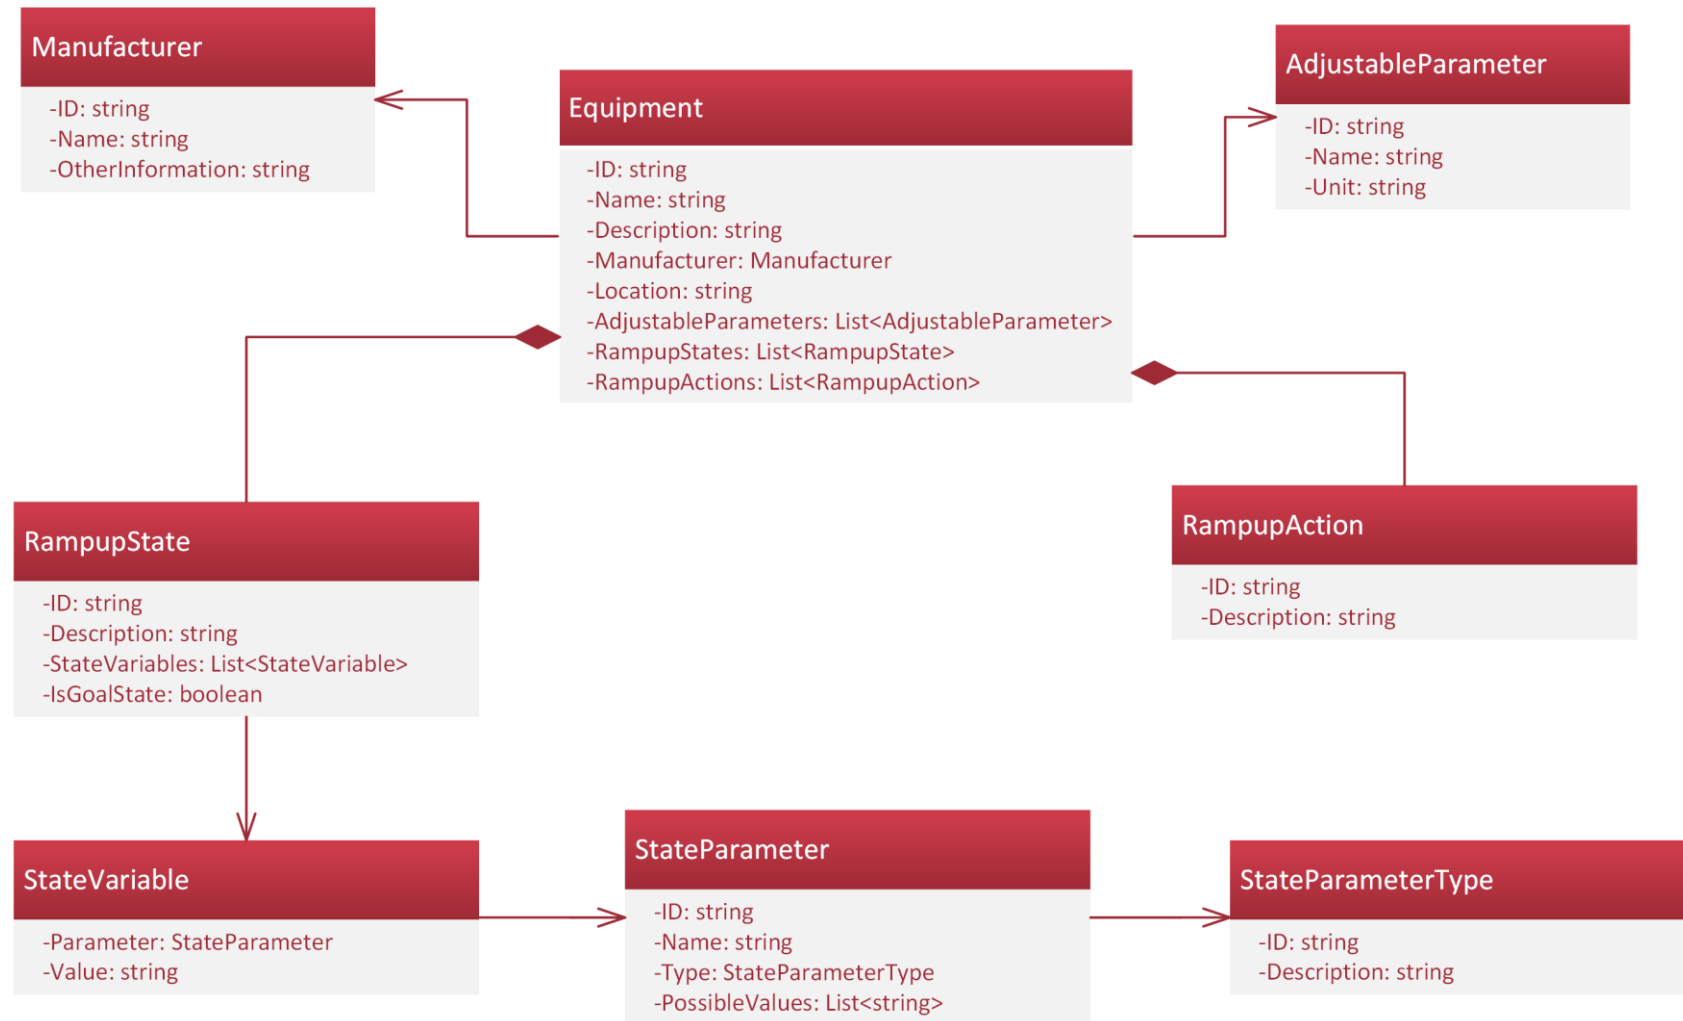 Manufacturer
-ID: string
-Name: string
-OtherInformation: string
Equipment
-ID: string
-Name: string
-Description: string
-Manufacturer: Manufacturer
-Location: string
-AdjustableParameters: List<AdjustableParameter>
-RampupStates: List<RampupState>
-RampupActions: List<RampupAction>
AdjustableParameter
-ID: string
-Name: string
-Unit: string
RampupState
-ID: string
-Description: string
-StateVariables: List<StateVariable>
-IsGoalState: boolean
RampupAction
-ID: string
-Description: string
StateVariable
-Parameter: StateParameter
-Value: string
StateParameter
-ID: string
-Name: string
-Type: StateParameterType
-PossibleValues: List<string>
StateParameterType
-ID: string
-Description: string